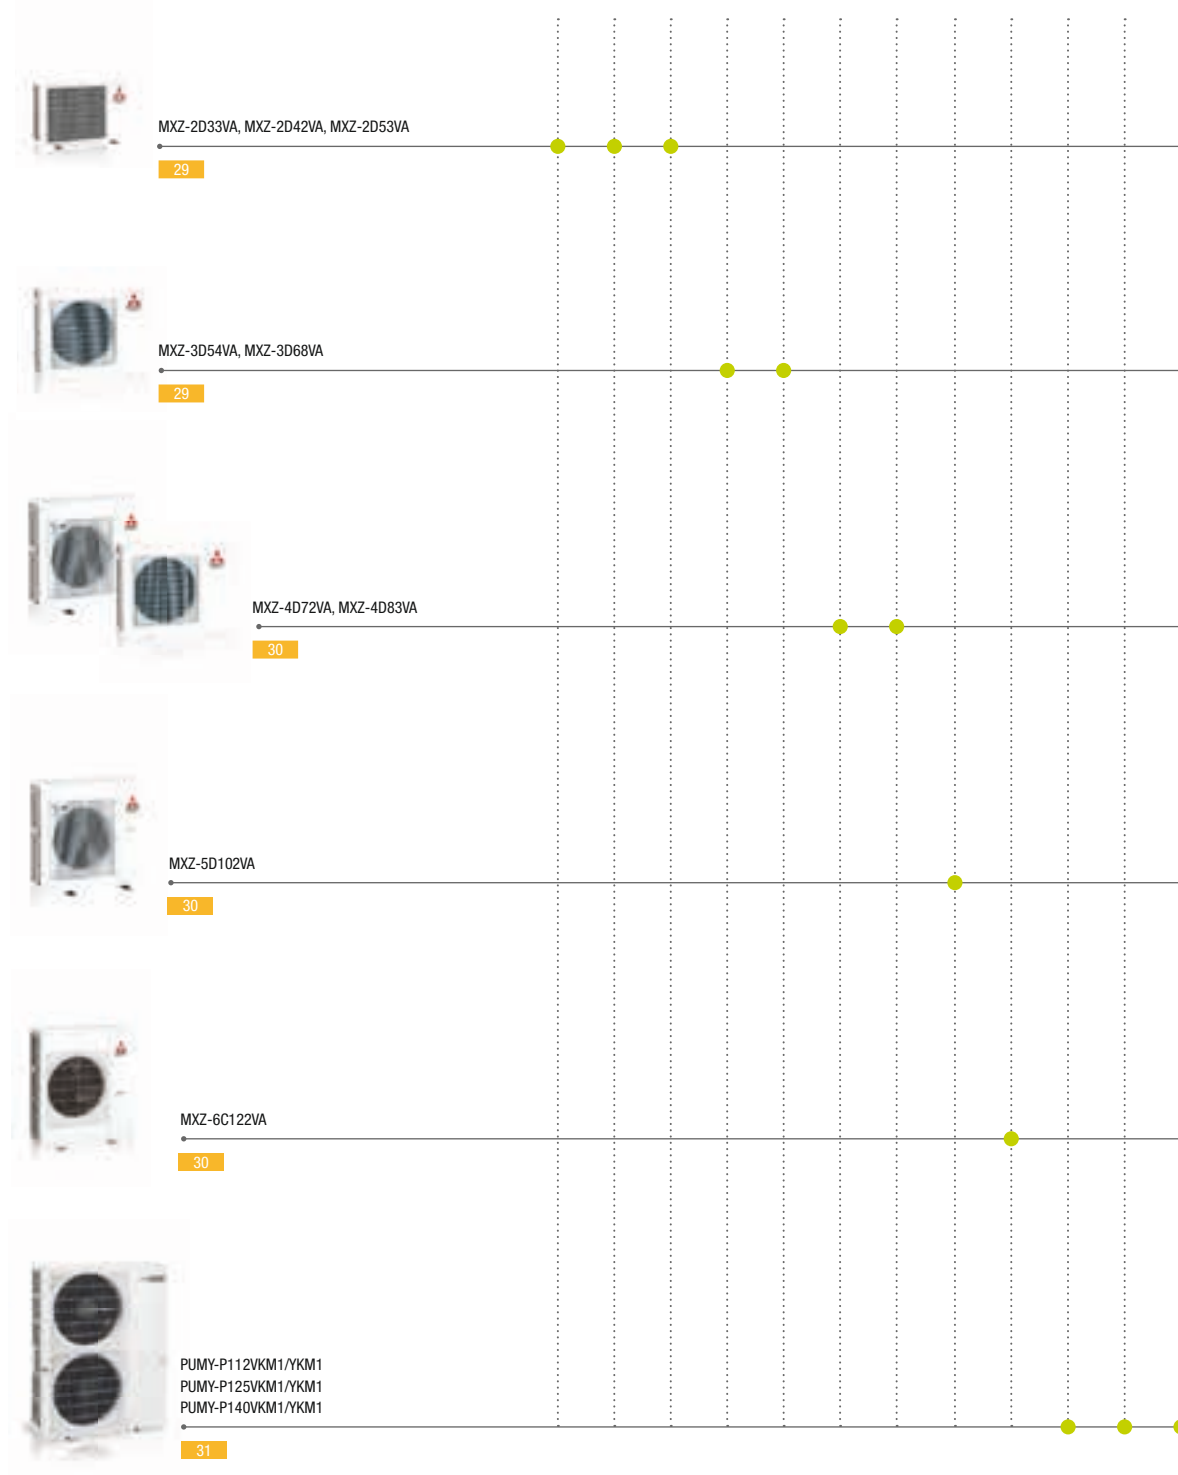 MXZ-2D33VA, MXZ-2D42VA, MXZ-2D53VA
29
MXZ-3D54VA, MXZ-3D68VA
29
MXZ-4D72VA, MXZ-4D83VA
30
MXZ-5D102VA
30
MXZ-6C122VA
30
PUMY-P112VKM1/YKM1
PUMY-P125VKM1/YKM1
PUMY-P140VKM1/YKM1
31